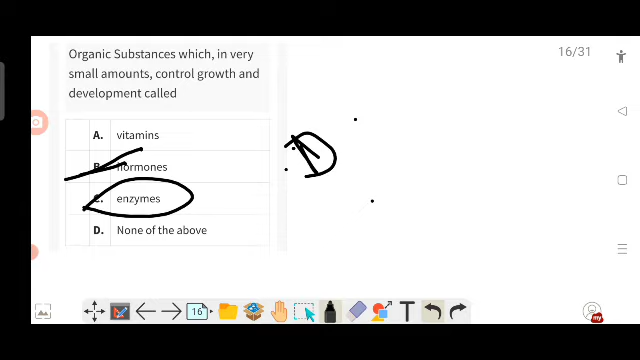 Organic Substances which, in very
small amounts, control growth and
development called
A. vitamins
B. hormones
C. enzymes
D. None of the above
D
16/31
16
T
my